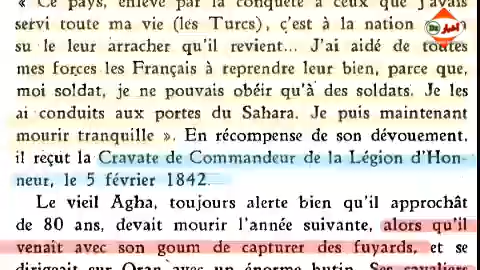 « Ce pays, enlevé par la conquête à ceux que j'avais
servi toute ma vie (les Turcs), c'est à la nation
su le leur arracher qu'il revient... J'ai aidé de toutes
mes forces les Français à reprendre leur bien, parce que,
moi soldat, je ne pouvais obéir qu'à des soldats. Je les
ai conduits aux portes du Sahara. Je puis maintenant
mourir tranquille ». En récompense de son dévouement,
il reçut la Cravate de Commandeur de la Légion d'Hon-
neur, le 5 février 1842.
Le vieil Agha, toujours alerte bien qu'il approchât
de 80 ans, devait mourir l'année suivante, alors qu'il
venait avec son goum de capturer des fuyards, et se
dirigeait sur Oran avec un énorme butin. Ses cavaliers